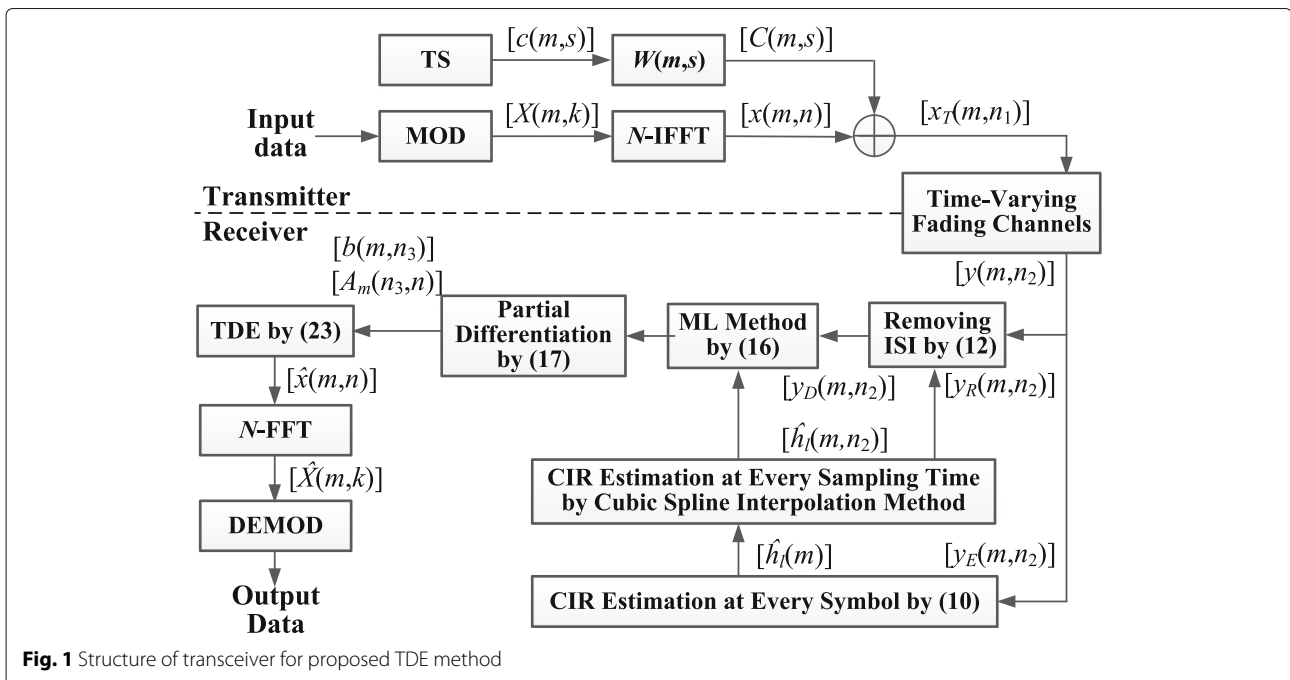 TS
[c(m,s)]
W(m,s)
[C(m,s)]
Input
data
MOD
[X(m,k)]
N-IFFT
[x(m,n)]
[x_T(m,n_1)]
Transmitter
Receiver
Time-Varying
Fading Channels
[y(m,n_2)]
[b(m,n_3)]
[A_m(n_3,n)]
TDE by (23)
Partial
Differentiation
by (17)
ML Method
by (16)
Removing
ISI by (12)
[y_D(m,n_2)]
[y_R(m,n_2)]
[x̂(m,n)]
N-FFT
[ĥ_l(m,n_2)]
CIR Estimation at Every Sampling Time
by Cubic Spline Interpolation Method
[X̂(m,k)]
DEMOD
[ĥ_l(m)]
[y_E(m,n_2)]
CIR Estimation at Every Symbol by (10)
Output
Data
Fig. 1 Structure of transceiver for proposed TDE method